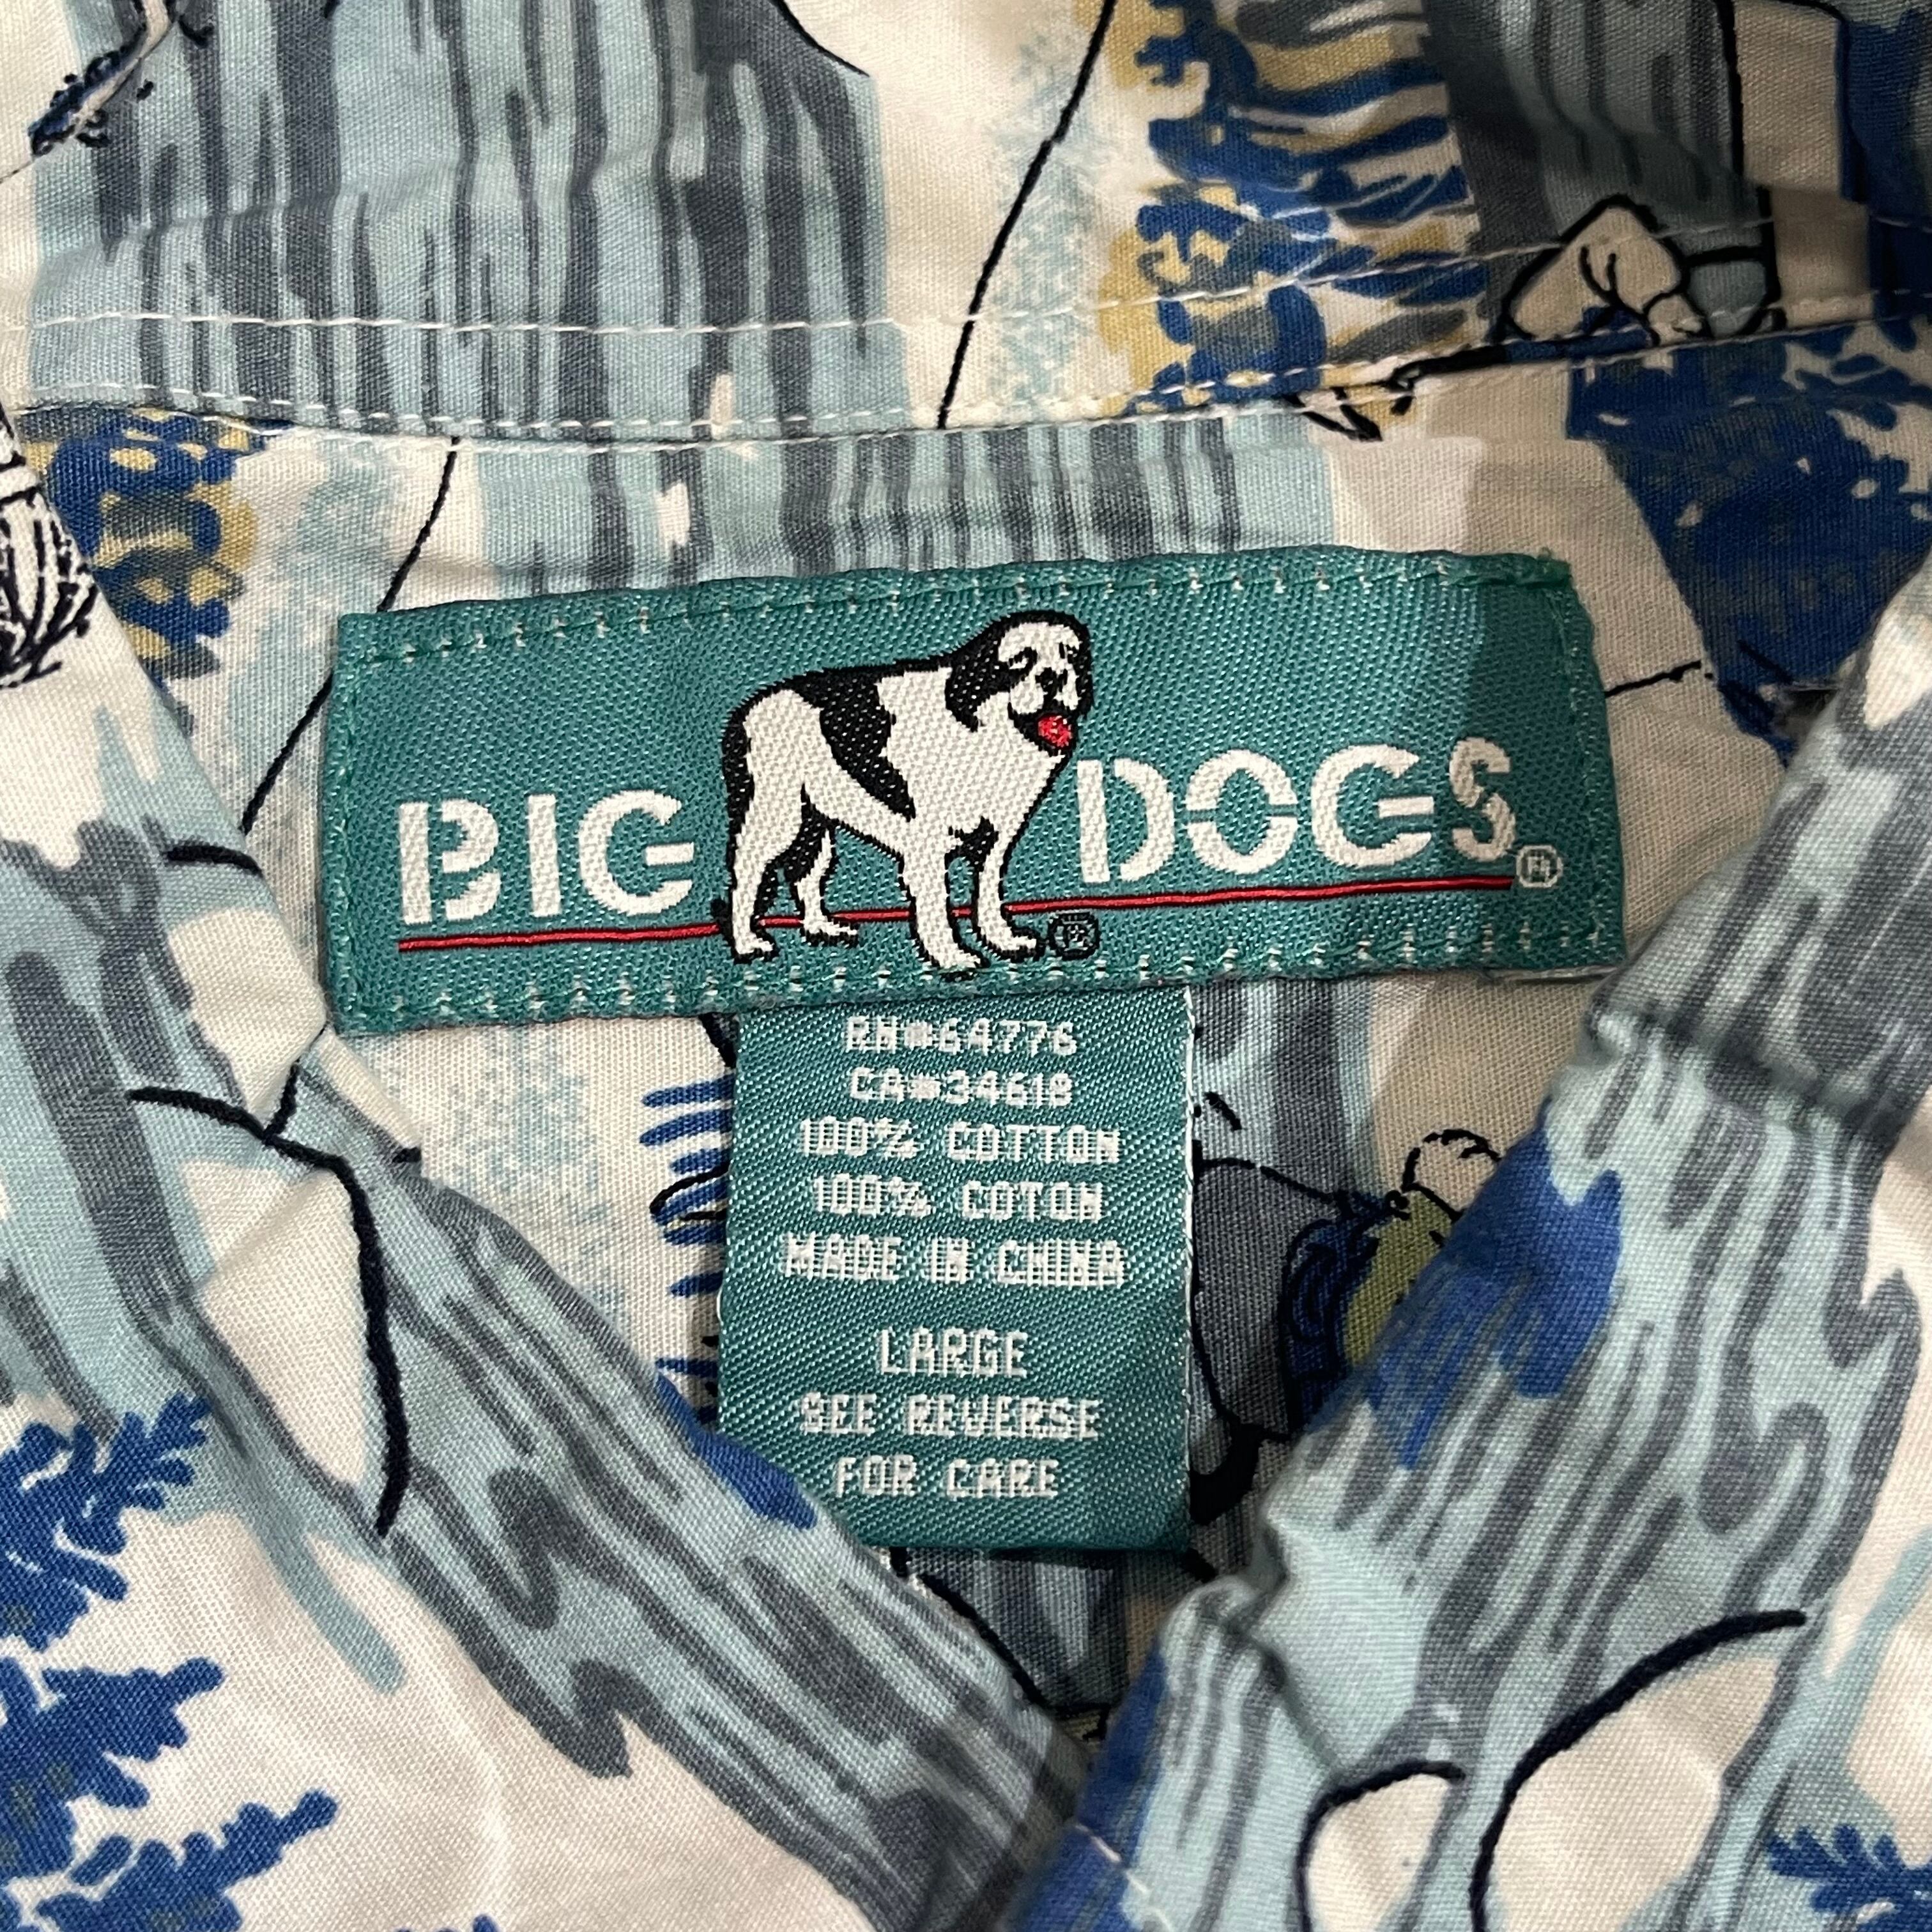 BIG DOGS®
®
RN#64776
CA#34618
100% COTTON
100% COTON
MADE IN CHINA
LARGE
SEE REVERSE
FOR CARE